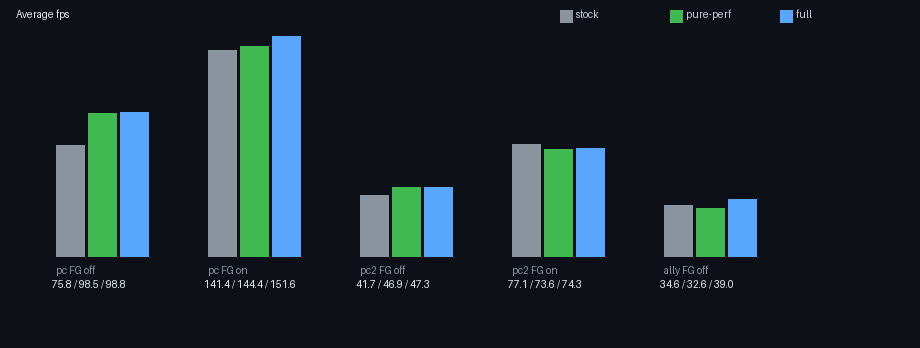 Average fps
stock
pure-perf
full
pc FG off
75.8 / 98.5 / 98.8
pc FG on
141.4 / 144.4 / 151.6
pc2 FG off
41.7 / 46.9 / 47.3
pc2 FG on
77.1 / 73.6 / 74.3
ally FG off
34.6 / 32.6 / 39.0